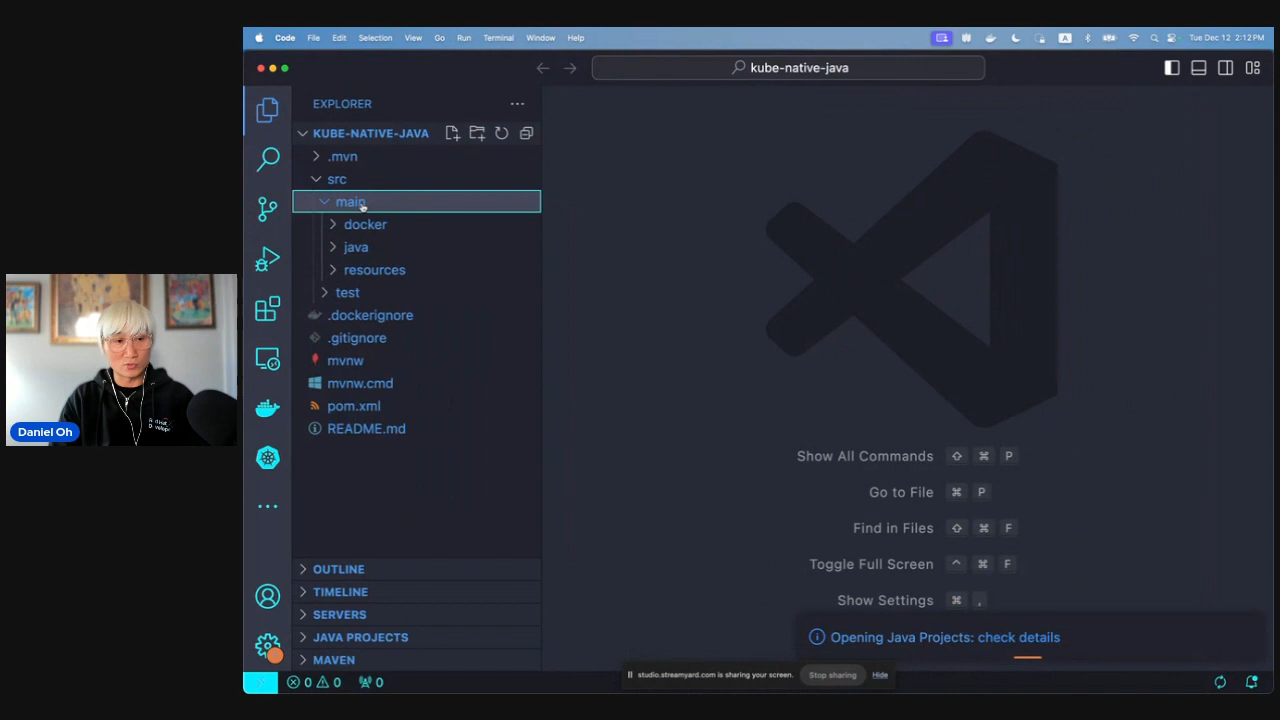 Code File Edit Selection View Go Run Terminal Window Help
A
Tue Dec 12 2:12 PM
kube-native-java
EXPLORER
KUBE-NATIVE-JAVA
.mvn
src
main
docker
java
resources
test
.dockerignore
.gitignore
mvnw
mvnw.cmd
pom.xml
README.md
OUTLINE
TIMELINE
SERVERS
JAVA PROJECTS
MAVEN
Show All Commands ⇧ ⌘ P
Go to File ⌘ P
Find in Files ⇧ ⌘ F
Toggle Full Screen ^ ⌘ F
Show Settings ⌘ ,
Opening Java Projects: check details
studio.streamyard.com is sharing your screen. Stop sharing Hide
0 0 0
Daniel Oh